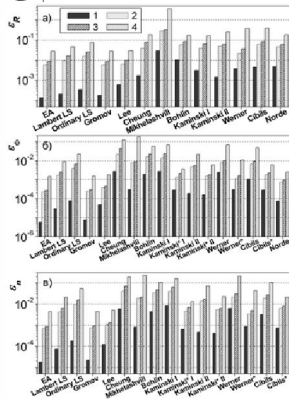 ε_R
а)
1
2
3
4
10⁻¹
10⁻³
EA
Lambert LS
Ordinary LS
Gromov
Lee
Cheung
Mikhelashvili
Bohlin
Kaminski I
Kaminski II
Werner
Cibils
Norde
ε_G
б)
10⁻²
10⁻⁴
10⁻⁶
EA
Lambert LS
Ordinary LS
Gromov
Lee
Cheung
Mikhelashvili
Bohlin
Kaminski I
Kaminski* I
Kaminski II
Kaminski* II
Werner
Werner*
Cibils
Cibils*
Norde
ε_n
в)
10⁻²
10⁻⁴
EA
Lambert LS
Ordinary LS
Gromov
Lee
Cheung
Mikhelashvili
Bohlin
Kaminski I
Kaminski* I
Kaminski II
Kaminski* II
Werner
Werner*
Cibils
Cibils*